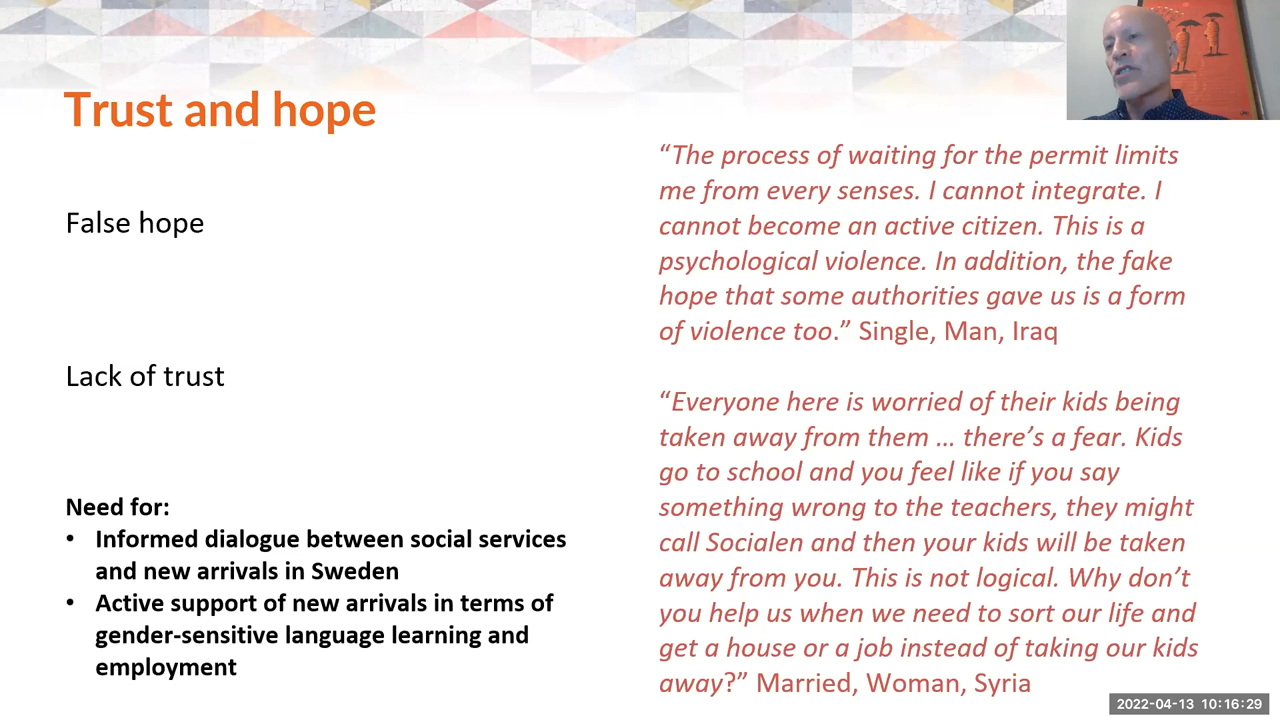 Trust and hope
False hope
Lack of trust
Need for:
• Informed dialogue between social services
and new arrivals in Sweden
• Active support of new arrivals in terms of
gender-sensitive language learning and
employment
“The process of waiting for the permit limits
me from every senses. I cannot integrate. I
cannot become an active citizen. This is a
psychological violence. In addition, the fake
hope that some authorities gave us is a form
of violence too.” Single, Man, Iraq
“Everyone here is worried of their kids being
taken away from them … there’s a fear. Kids
go to school and you feel like if you say
something wrong to the teachers, they might
call Socialen and then your kids will be taken
away from you. This is not logical. Why don’t
you help us when we need to sort our life and
get a house or a job instead of taking our kids
away?” Married, Woman, Syria
2022-04-13 10:16:29